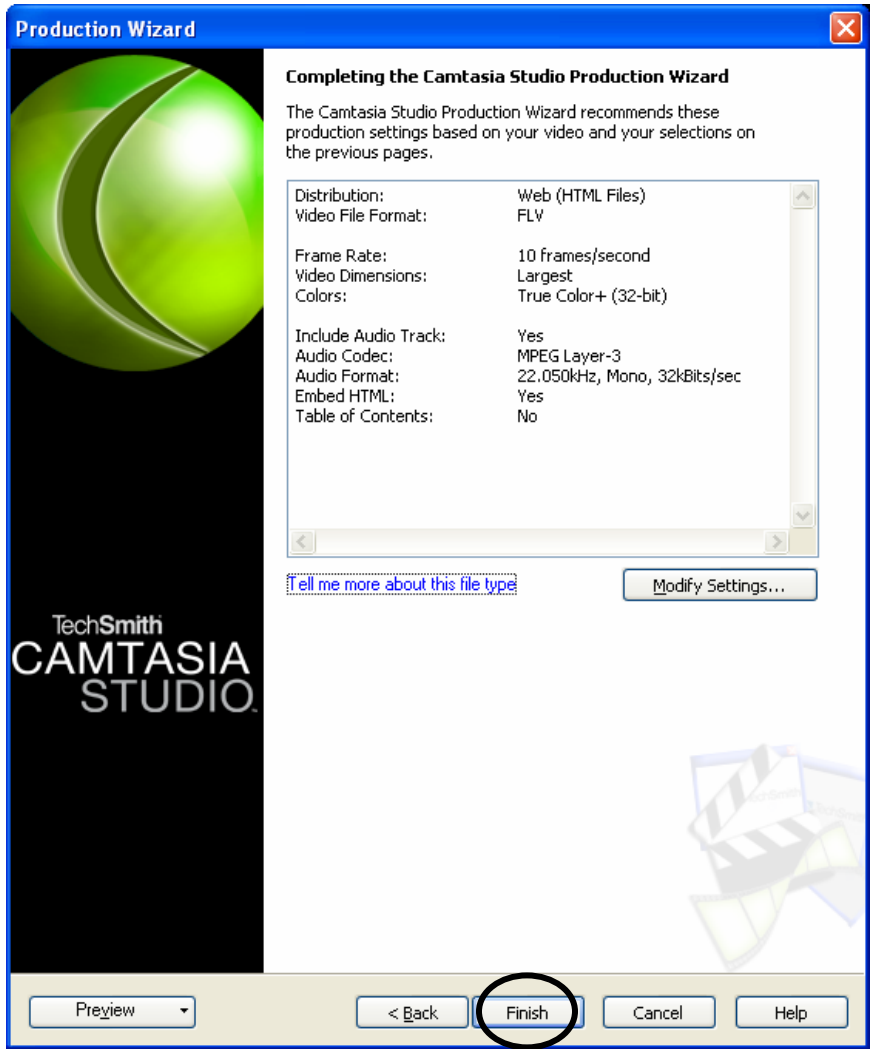 Production Wizard
Completing the Camtasia Studio Production Wizard
The Camtasia Studio Production Wizard recommends these
production settings based on your video and your selections on
the previous pages.
Distribution: Web (HTML Files)
Video File Format: FLV
Frame Rate: 10 frames/second
Video Dimensions: Largest
Colors: True Color+ (32-bit)
Include Audio Track: Yes
Audio Codec: MPEG Layer-3
Audio Format: 22.050kHz, Mono, 32kBits/sec
Embed HTML: Yes
Table of Contents: No
Tell me more about this file type
Modify Settings...
TechSmith
CAMTASIA
STUDIO
TechSmith
Preview
< Back
Finish
Cancel
Help